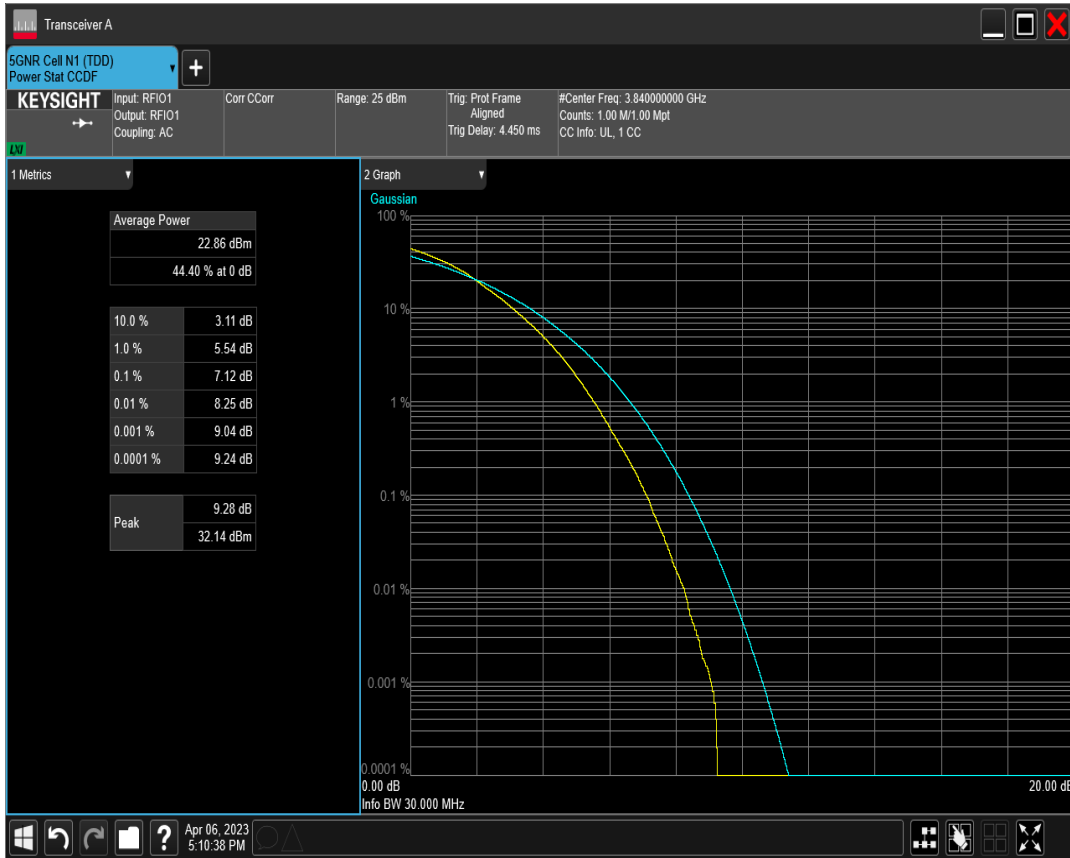 Transceiver A
5GNR Cell N1 (TDD)
Power Stat CCDF
+
KEYSIGHT
LXI
Input: RFIO1
Output: RFIO1
Coupling: AC
Corr CCorr
Range: 25 dBm
Trig: Prot Frame
Aligned
Trig Delay: 4.450 ms
#Center Freq: 3.840000000 GHz
Counts: 1.00 M/1.00 Mpt
CC Info: UL, 1 CC
1 Metrics
Average Power
22.86 dBm
44.40 % at 0 dB
10.0 % 3.11 dB
1.0 % 5.54 dB
0.1 % 7.12 dB
0.01 % 8.25 dB
0.001 % 9.04 dB
0.0001 % 9.24 dB
Peak 9.28 dB
32.14 dBm
2 Graph
Gaussian
100 %
10 %
1 %
0.1 %
0.01 %
0.001 %
0.0001 %
0.00 dB 20.00 dB
Info BW 30.000 MHz
?
Apr 06, 2023
5:10:38 PM